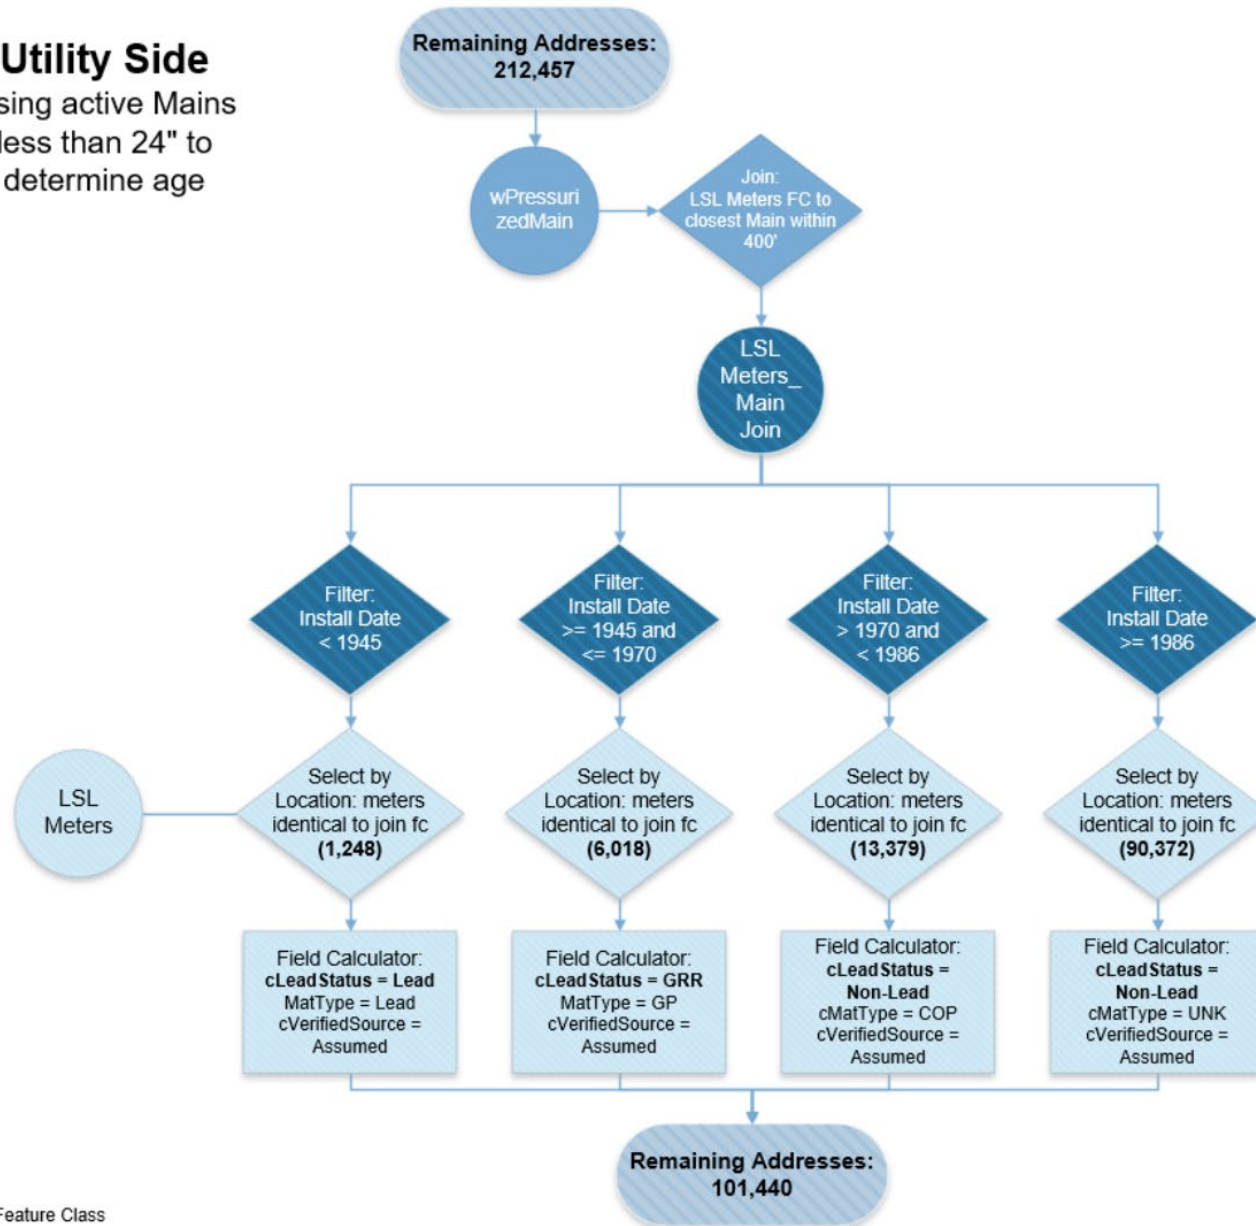 Utility Side
sing active Mains
less than 24" to
determine age
Remaining Addresses:
212,457
wPressuri
zedMain
Join:
LSL Meters FC to
closest Main within
400'
LSL
Meters_
Main
Join
Filter:
Install Date
< 1945
Filter:
Install Date
>= 1945 and
<= 1970
Filter:
Install Date
> 1970 and
< 1986
Filter:
Install Date
>= 1986
LSL
Meters
Select by
Location: meters
identical to join fc
(1,248)
Select by
Location: meters
identical to join fc
(6,018)
Select by
Location: meters
identical to join fc
(13,379)
Select by
Location: meters
identical to join fc
(90,372)
Field Calculator:
cLeadStatus = Lead
MatType = Lead
cVerifiedSource =
Assumed
Field Calculator:
cLeadStatus = GRR
MatType = GP
cVerifiedSource =
Assumed
Field Calculator:
cLeadStatus =
Non-Lead
cMatType = COP
cVerifiedSource =
Assumed
Field Calculator:
cLeadStatus =
Non-Lead
cMatType = UNK
cVerifiedSource =
Assumed
Remaining Addresses:
101,440
Feature Class